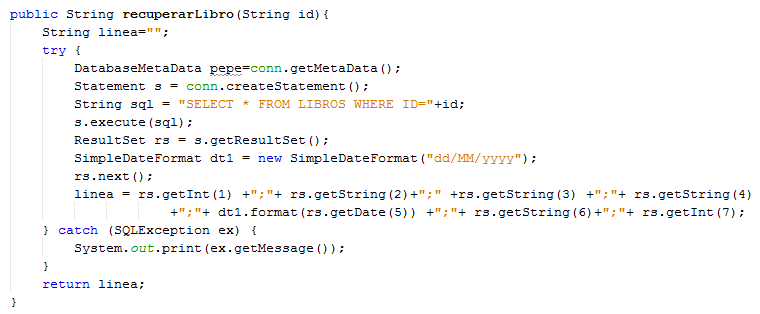 public String recuperarLibro(String id){
String linea="";
try {
DatabaseMetaData pepe=conn.getMetaData();
Statement s = conn.createStatement();
String sql = "SELECT * FROM LIBROS WHERE ID="+id;
s.execute(sql);
ResultSet rs = s.getResultSet();
SimpleDateFormat dt1 = new SimpleDateFormat("dd/MM/yyyy");
rs.next();
linea = rs.getInt(1) +";"+ rs.getString(2)+";" +rs.getString(3) +";"+ rs.getString(4)
+";"+ dt1.format(rs.getDate(5)) +";"+ rs.getString(6)+";"+ rs.getInt(7);
} catch (SQLException ex) {
System.out.print(ex.getMessage());
}
return linea;
}